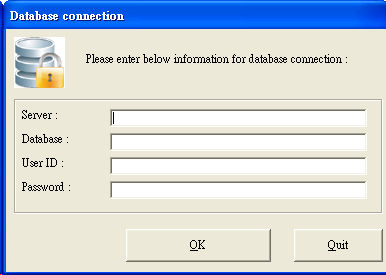 Database connection
Please enter below information for database connection :
Server :
Database :
User ID :
Password :
OK
Quit